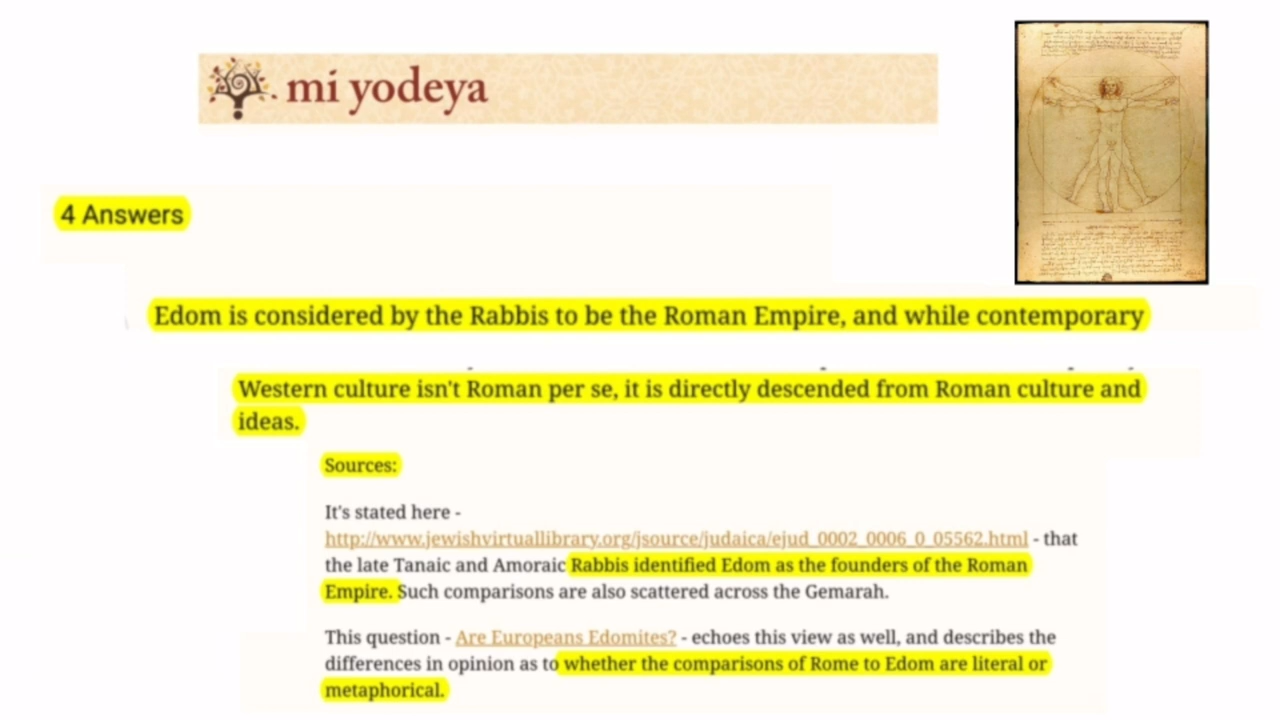 mi yodeya
4 Answers
Edom is considered by the Rabbis to be the Roman Empire, and while contemporary
Western culture isn't Roman per se, it is directly descended from Roman culture and
ideas.
Sources:
It's stated here -
http://www.jewishvirtuallibrary.org/jsource/judaica/ejud_0002_0006_0_05562.html - that
the late Tanaic and Amoraic Rabbis identified Edom as the founders of the Roman
Empire. Such comparisons are also scattered across the Gemarah.
This question - Are Europeans Edomites? - echoes this view as well, and describes the
differences in opinion as to whether the comparisons of Rome to Edom are literal or
metaphorical.